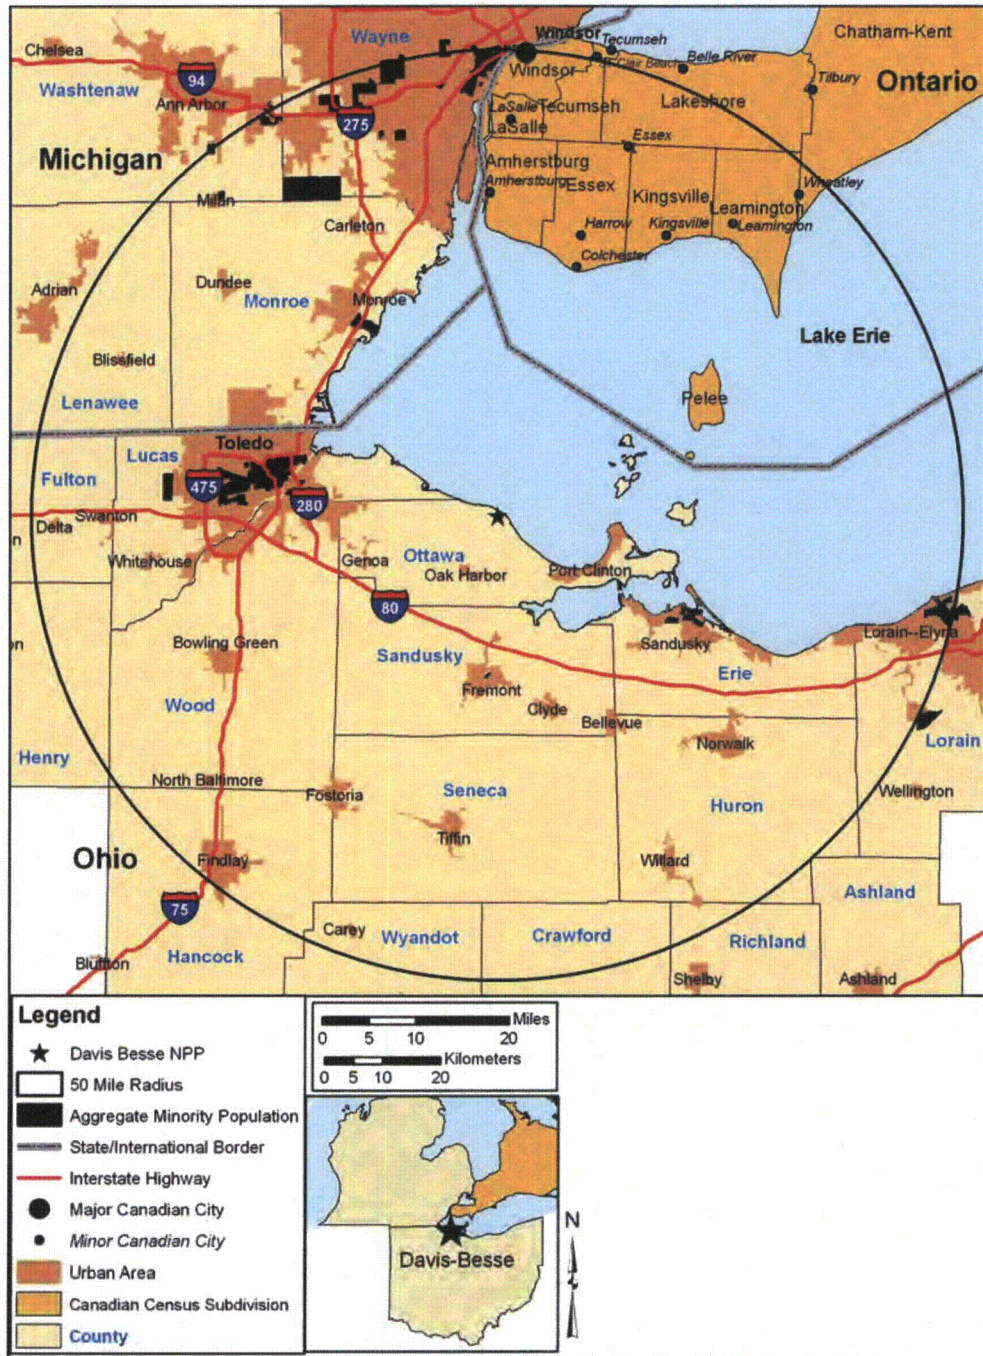 Chelsea
Washtenaw
94
Ann Arbor
Wayne
275
Michigan
Milan
Carleton
Adrian
Dundee
Monroe
Monroe
Blissfield
Lenawee
Windsor
Windsor
Tecumseh
St. Clair Beach
Belle River
Chatham-Kent
Ontario
Tilbury
LaSalle
Tecumseh
LaSalle
Lakeshore
Essex
Amherstburg
Amherstburg
Essex
Kingsville
Wheatley
Leamington
Harrow
Kingsville
Leamington
Colchester
Lake Erie
Pelee
Toledo
Lucas
Fulton
475
280
Delta
Swanton
Whitehouse
Genoa
Ottawa
Oak Harbor
Port Clinton
80
Bowling Green
Sandusky
Sandusky
Lorain--Elyria
Erie
Fremont
Clyde
Bellevue
Norwalk
Wood
Henry
Lorain
North Baltimore
Fostoria
Seneca
Huron
Wellington
Tiffin
Ohio
Findlay
Willard
75
Ashland
Carey
Wyandot
Crawford
Richland
Bluffton
Hancock
Shelby
Ashland
Legend
Davis Besse NPP
50 Mile Radius
Aggregate Minority Population
State/International Border
Interstate Highway
Major Canadian City
Minor Canadian City
Urban Area
Canadian Census Subdivision
County
Miles
0 5 10 20
Kilometers
0 5 10 20
Davis-Besse
N